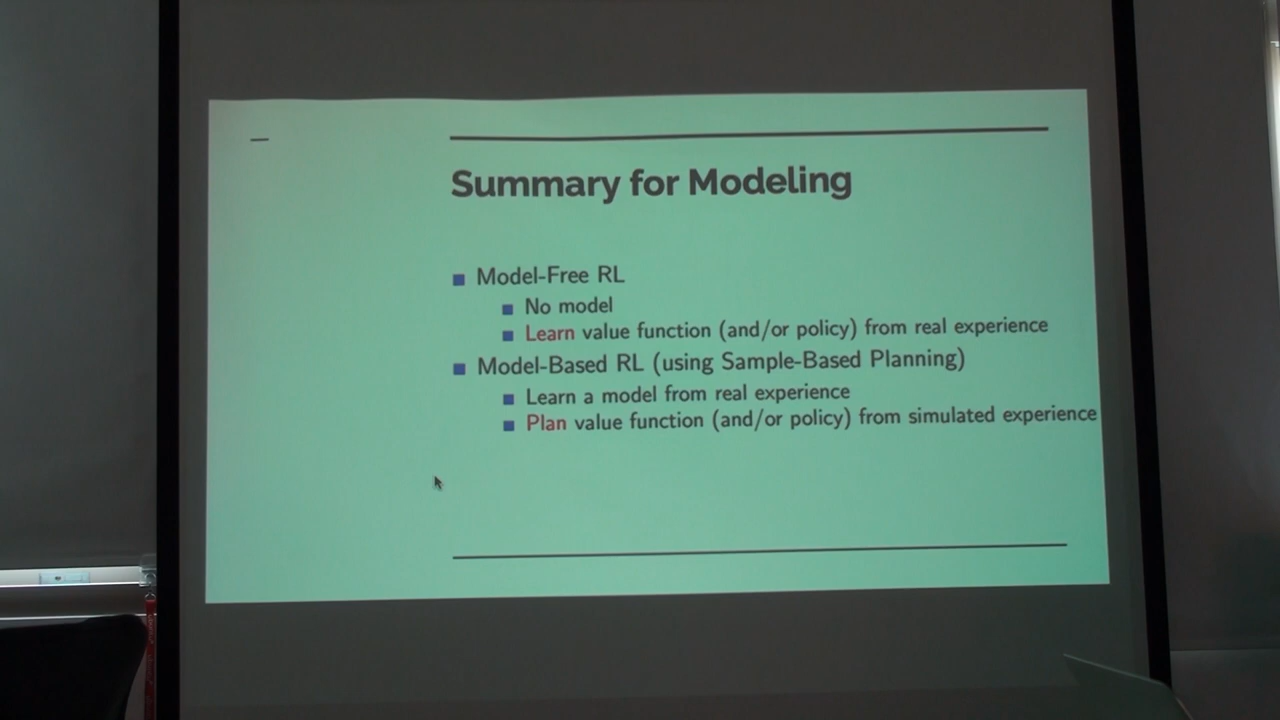 Summary for Modeling
Model-Free RL
No model
Learn value function (and/or policy) from real experience
Model-Based RL (using Sample-Based Planning)
Learn a model from real experience
Plan value function (and/or policy) from simulated experience